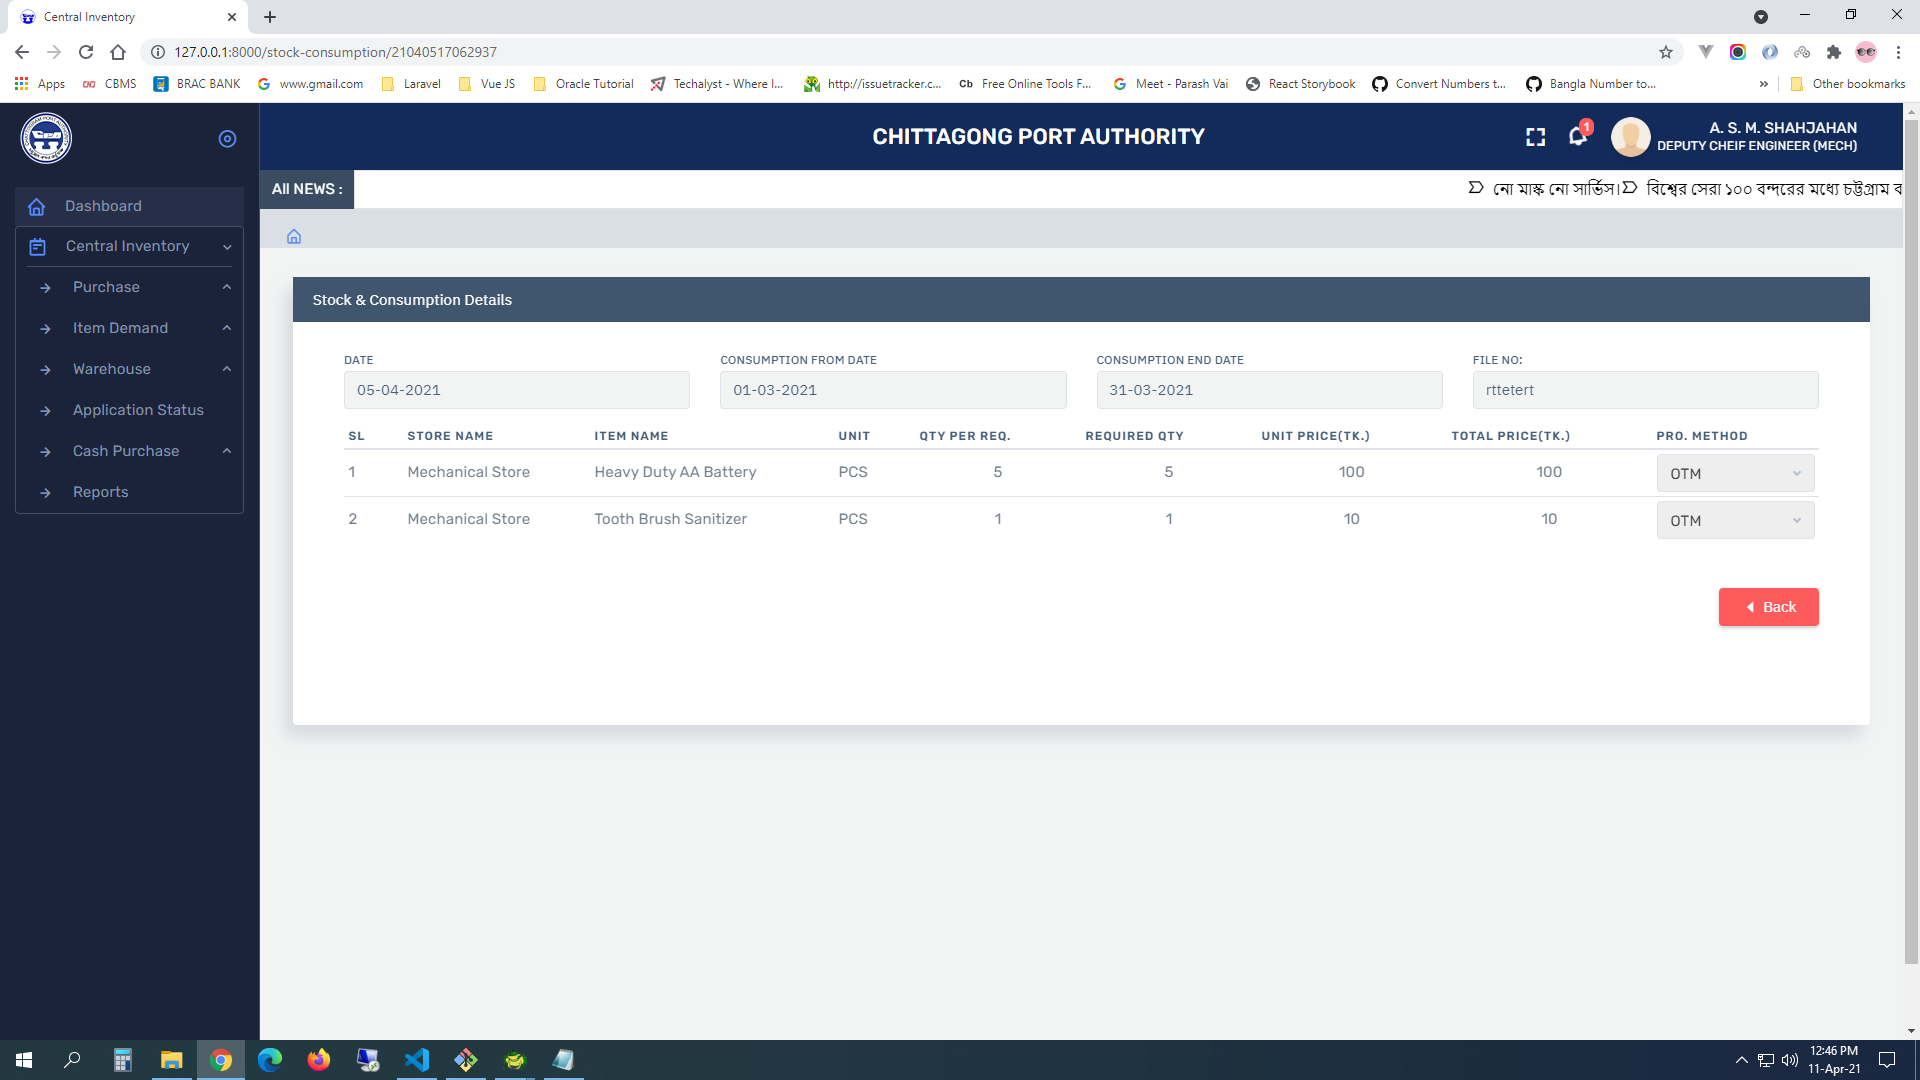 Central Inventory
127.0.0.1:8000/stock-consumption/21040517062937
Apps CBMS BRAC BANK www.gmail.com Laravel Vue JS Oracle Tutorial Techalyst - Where I... http://issuetracker.c... Cb Free Online Tools F... Meet - Parash Vai React Storybook Convert Numbers t... Bangla Number to... » Other bookmarks
CHITTAGONG PORT AUTHORITY
1
A. S. M. SHAHJAHAN
DEPUTY CHEIF ENGINEER (MECH)
All NEWS :
নো মাস্ক নো সার্ভিস। বিশ্বের সেরা ১০০ বন্দরের মধ্যে চট্টগ্রাম ব
Dashboard
Central Inventory
Purchase
Item Demand
Warehouse
Application Status
Cash Purchase
Reports
Stock & Consumption Details
DATE CONSUMPTION FROM DATE CONSUMPTION END DATE FILE NO:
05-04-2021 01-03-2021 31-03-2021 rttetert
SL STORE NAME ITEM NAME UNIT QTY PER REQ. REQUIRED QTY UNIT PRICE(TK.) TOTAL PRICE(TK.) PRO. METHOD
1 Mechanical Store Heavy Duty AA Battery PCS 5 5 100 100 OTM
2 Mechanical Store Tooth Brush Sanitizer PCS 1 1 10 10 OTM
Back
12:46 PM
11-Apr-21